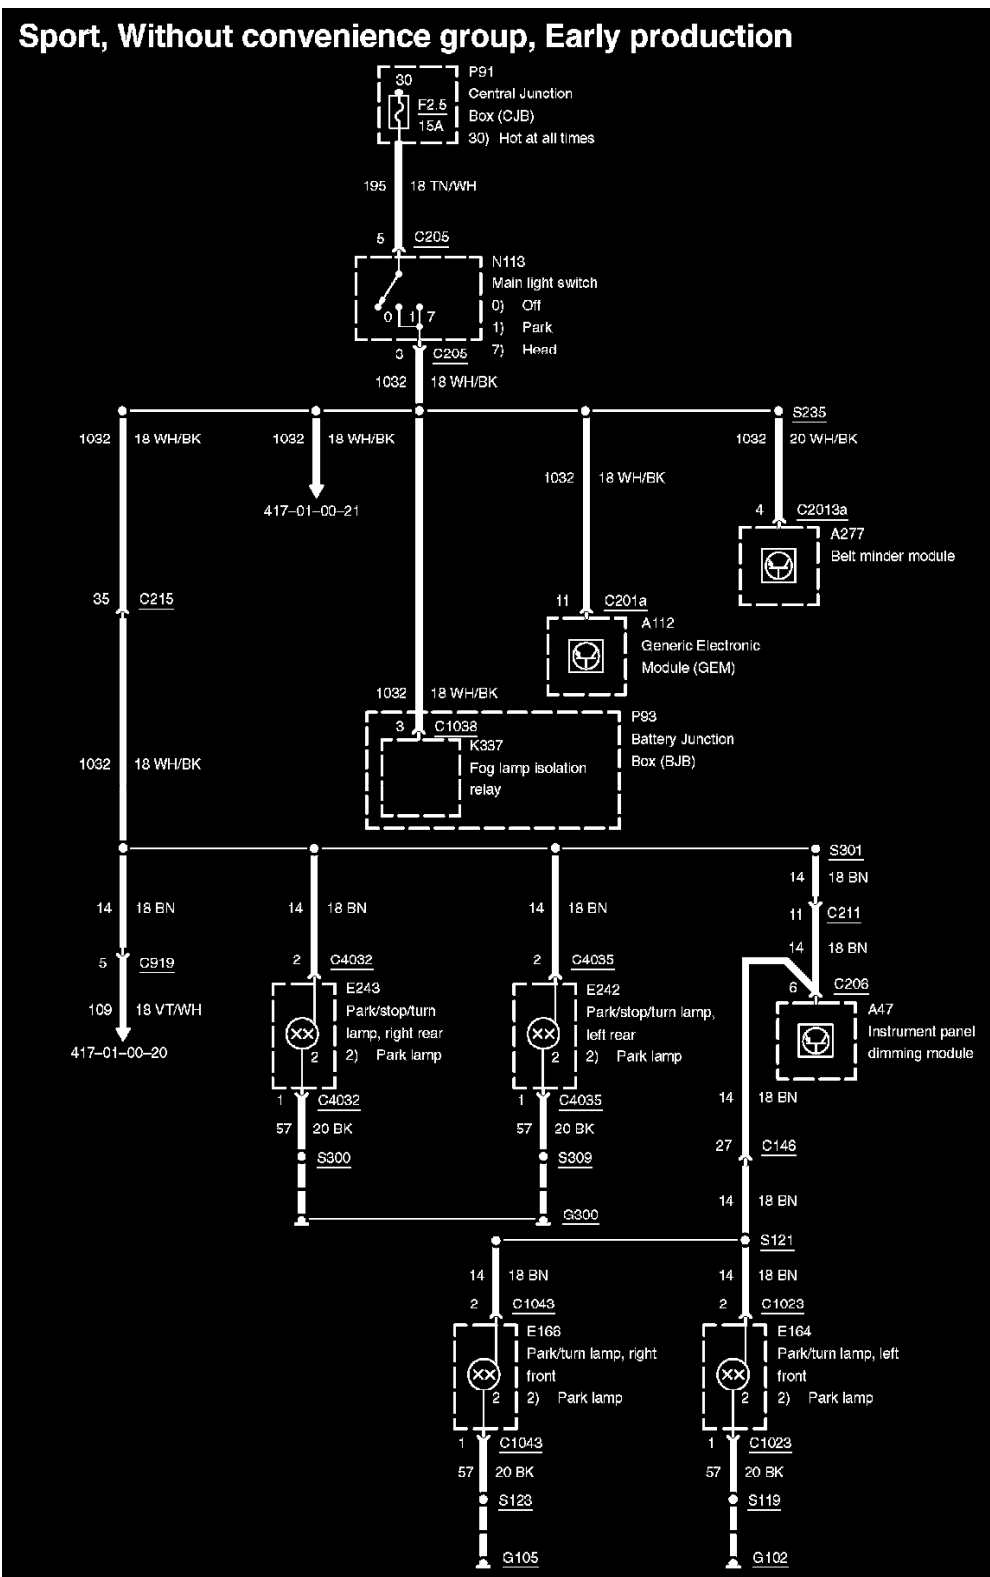 Sport, Without convenience group, Early production
30
F2.5
15A
P91
Central Junction
Box (CJB)
30) Hot at all times
195 18 TN/WH
5 C205
N113
Main light switch
0) Off
1) Park
7) Head
0 1 7
3 C205
1032 18 WH/BK
S235
1032 18 WH/BK
1032 18 WH/BK
1032 20 WH/BK
1032 18 WH/BK
417-01-00-21
4 C2013a
A277
Belt minder module
35 C215
11 C201a
A112
Generic Electronic
Module (GEM)
1032 18 WH/BK
P93
Battery Junction
Box (BJB)
3 C1038
K337
Fog lamp isolation
relay
1032 18 WH/BK
S301
14 18 BN
14 18 BN
14 18 BN
14 18 BN
11 C211
14 18 BN
5 C919
2 C4032
2 C4035
6 C206
109 18 VT/WH
417-01-00-20
E243
Park/stop/turn
lamp, right rear
2) Park lamp
2
E242
Park/stop/turn lamp,
left rear
2) Park lamp
2
A47
Instrument panel
dimming module
1 C4032
1 C4035
14 18 BN
57 20 BK
57 20 BK
27 C146
S300
S309
14 18 BN
G300
S121
14 18 BN
14 18 BN
2 C1043
2 C1023
E166
Park/turn lamp, right
front
2) Park lamp
2
E164
Park/turn lamp, left
front
2) Park lamp
2
1 C1043
1 C1023
57 20 BK
57 20 BK
S123
S119
G105
G102